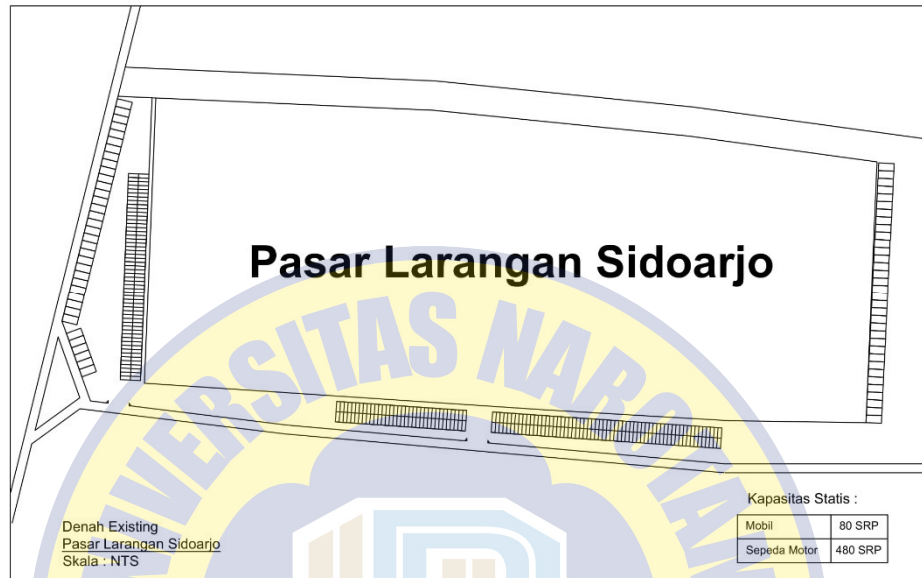 Pasar Larangan Sidoarjo
Denah Existing
Pasar Larangan Sidoarjo
Skala : NTS
Kapasitas Statis :
Mobil 80 SRP
Sepeda Motor 480 SRP